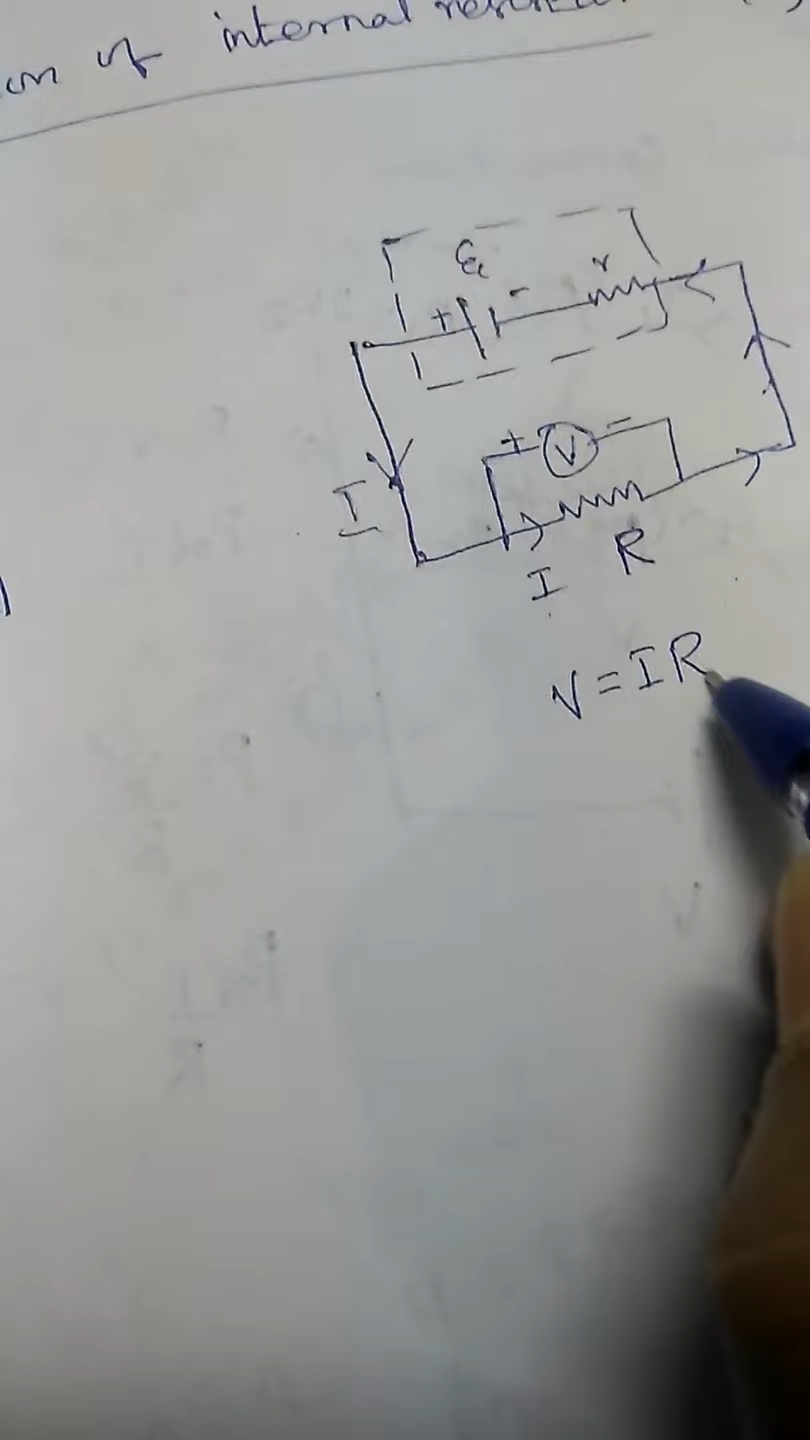 of internal
ε r
+ -
+ V -
I
I R
V = IR